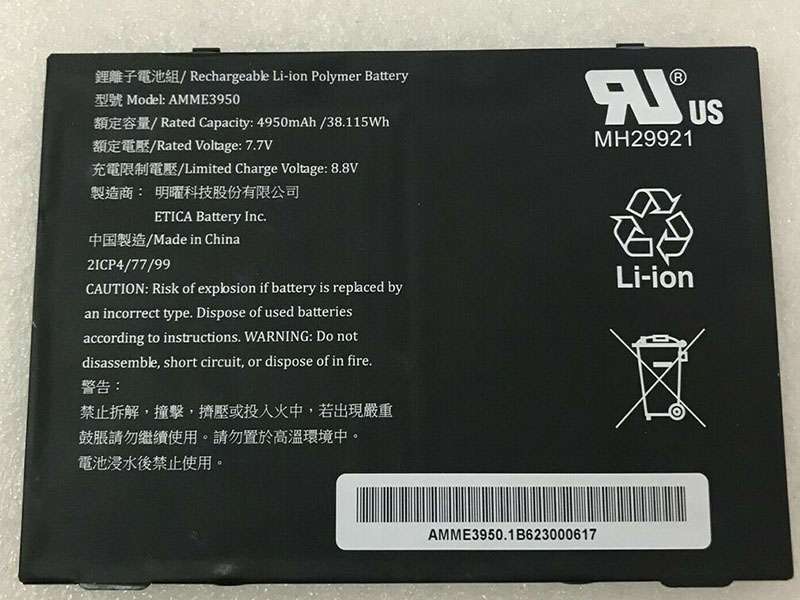 鋰離子電池組/ Rechargeable Li-ion Polymer Battery
型號 Model: AMME3950
額定容量/ Rated Capacity: 4950mAh /38.115Wh
額定電壓/Rated Voltage: 7.7V
充電限制電壓/Limited Charge Voltage: 8.8V
製造商： 明曜科技股份有限公司
ETICA Battery Inc.
中国製造/Made in China
2ICP4/77/99
CAUTION: Risk of explosion if battery is replaced by
an incorrect type. Dispose of used batteries
according to instructions. WARNING: Do not
disassemble, short circuit, or dispose of in fire.
警告：
禁止拆解，撞擊，擠壓或投入火中，若出現嚴重
鼓脹請勿繼續使用。請勿置於高溫環境中。
電池浸水後禁止使用。
RU® US
MH29921
Li-ion
AMME3950.1B623000617